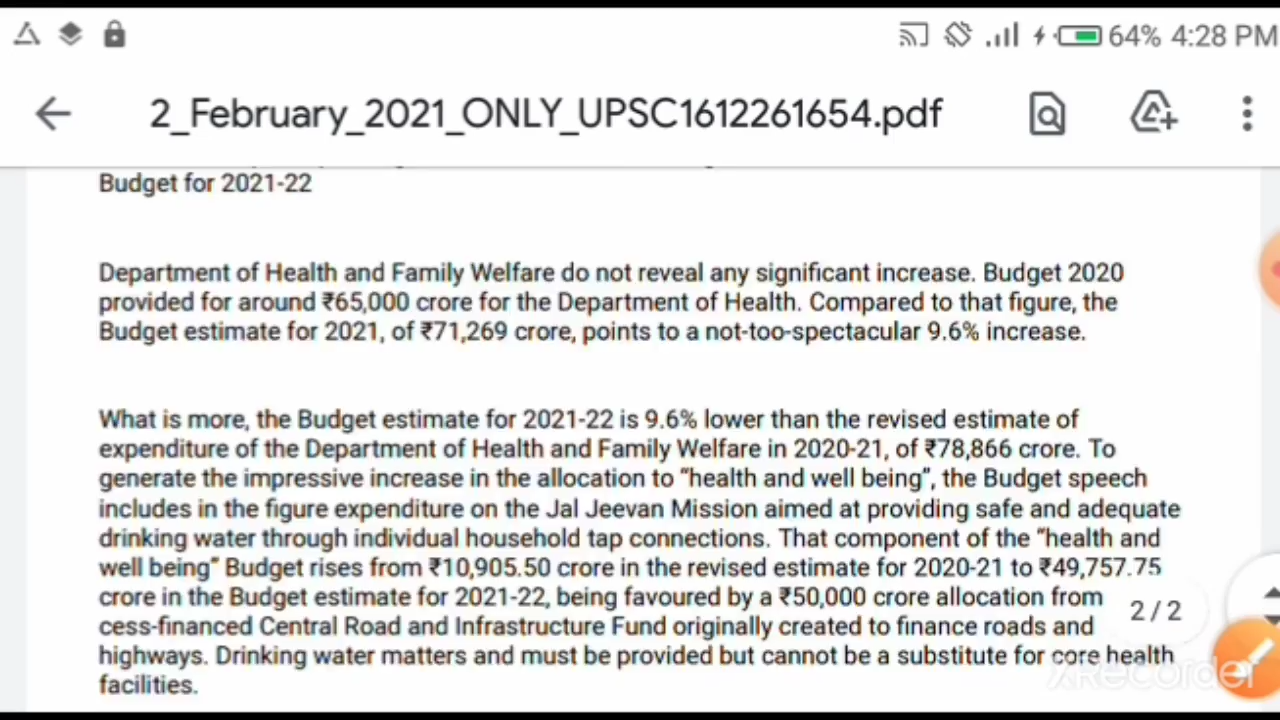 64% 4:28 PM
2_February_2021_ONLY_UPSC1612261654.pdf
Budget for 2021-22
Department of Health and Family Welfare do not reveal any significant increase. Budget 2020
provided for around ₹65,000 crore for the Department of Health. Compared to that figure, the
Budget estimate for 2021, of ₹71,269 crore, points to a not-too-spectacular 9.6% increase.
What is more, the Budget estimate for 2021-22 is 9.6% lower than the revised estimate of
expenditure of the Department of Health and Family Welfare in 2020-21, of ₹78,866 crore. To
generate the impressive increase in the allocation to “health and well being”, the Budget speech
includes in the figure expenditure on the Jal Jeevan Mission aimed at providing safe and adequate
drinking water through individual household tap connections. That component of the “health and
well being” Budget rises from ₹10,905.50 crore in the revised estimate for 2020-21 to ₹49,757.75
crore in the Budget estimate for 2021-22, being favoured by a ₹50,000 crore allocation from
2 / 2
cess-financed Central Road and Infrastructure Fund originally created to finance roads and
highways. Drinking water matters and must be provided but cannot be a substitute for core health
facilities.
XRecorder